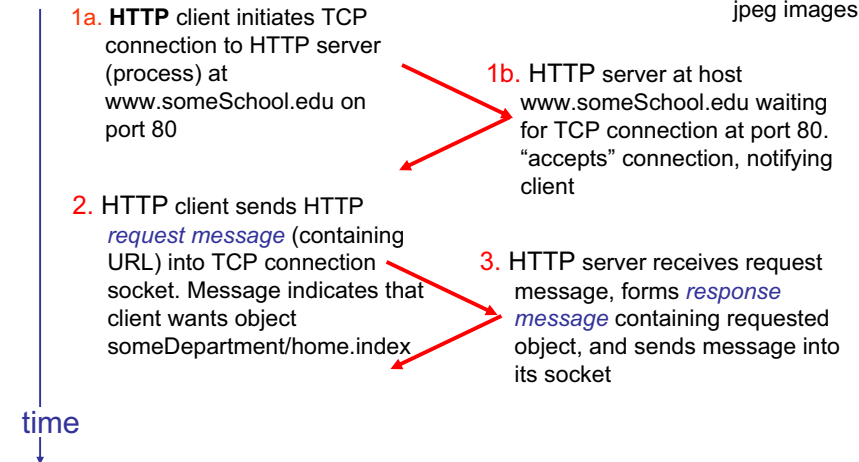 jpeg images
1a. HTTP client initiates TCP
connection to HTTP server
(process) at
www.someSchool.edu on
port 80
1b. HTTP server at host
www.someSchool.edu waiting
for TCP connection at port 80.
“accepts” connection, notifying
client
2. HTTP client sends HTTP
request message (containing
URL) into TCP connection
socket. Message indicates that
client wants object
someDepartment/home.index
3. HTTP server receives request
message, forms response
message containing requested
object, and sends message into
its socket
time